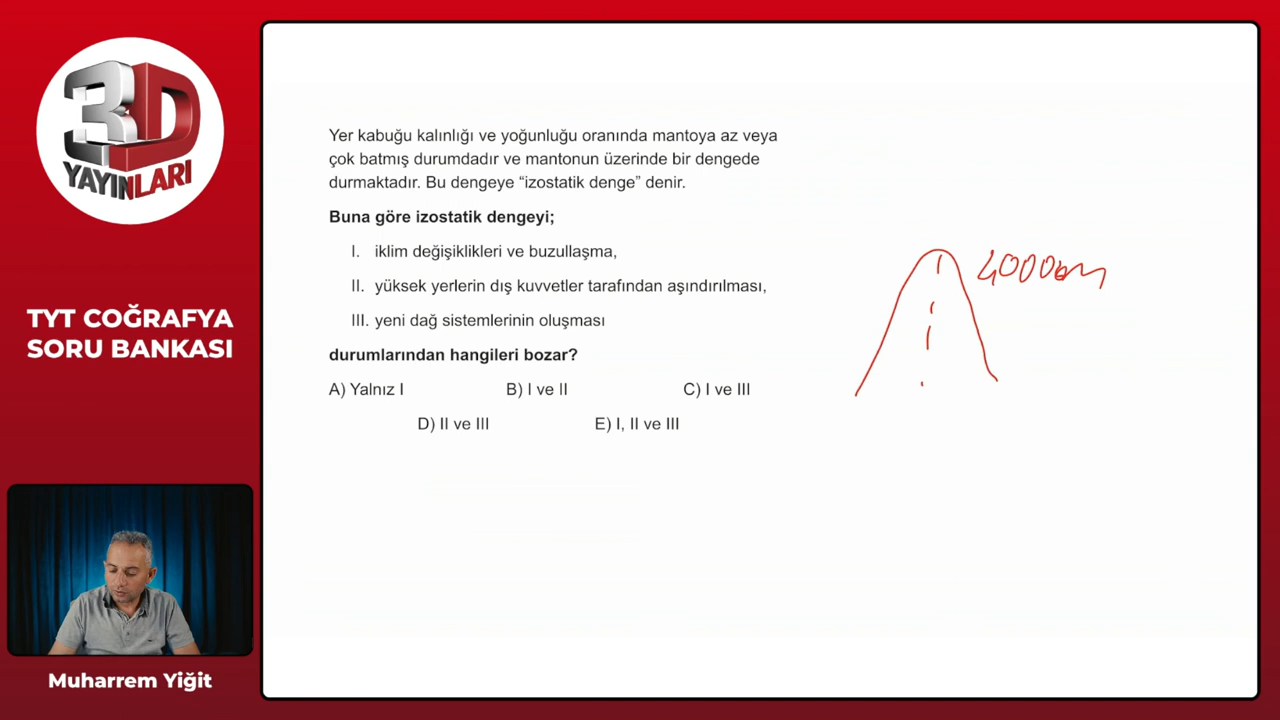 3D
YAYINLARI
TYT COĞRAFYA
SORU BANKASI
Muharrem Yiğit
Yer kabuğu kalınlığı ve yoğunluğu oranında mantoya az veya
çok batmış durumdadır ve mantonun üzerinde bir dengede
durmaktadır. Bu dengeye “izostatik denge” denir.
Buna göre izostatik dengeyi;
I. iklim değişiklikleri ve buzullaşma,
II. yüksek yerlerin dış kuvvetler tarafından aşındırılması,
III. yeni dağ sistemlerinin oluşması
durumlarından hangileri bozar?
A) Yalnız I B) I ve II C) I ve III
D) II ve III E) I, II ve III
4000